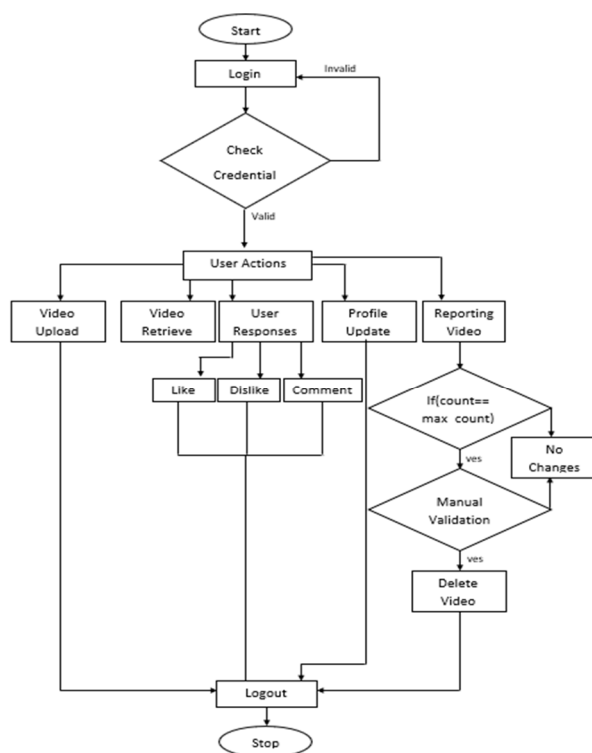 Start
Login
Invalid
Check
Credential
Valid
User Actions
Video
Upload
Video
Retrieve
User
Responses
Profile
Update
Reporting
Video
Like
Dislike
Comment
If(count==
max count)
No
Changes
yes
Manual
Validation
yes
Delete
Video
Logout
Stop